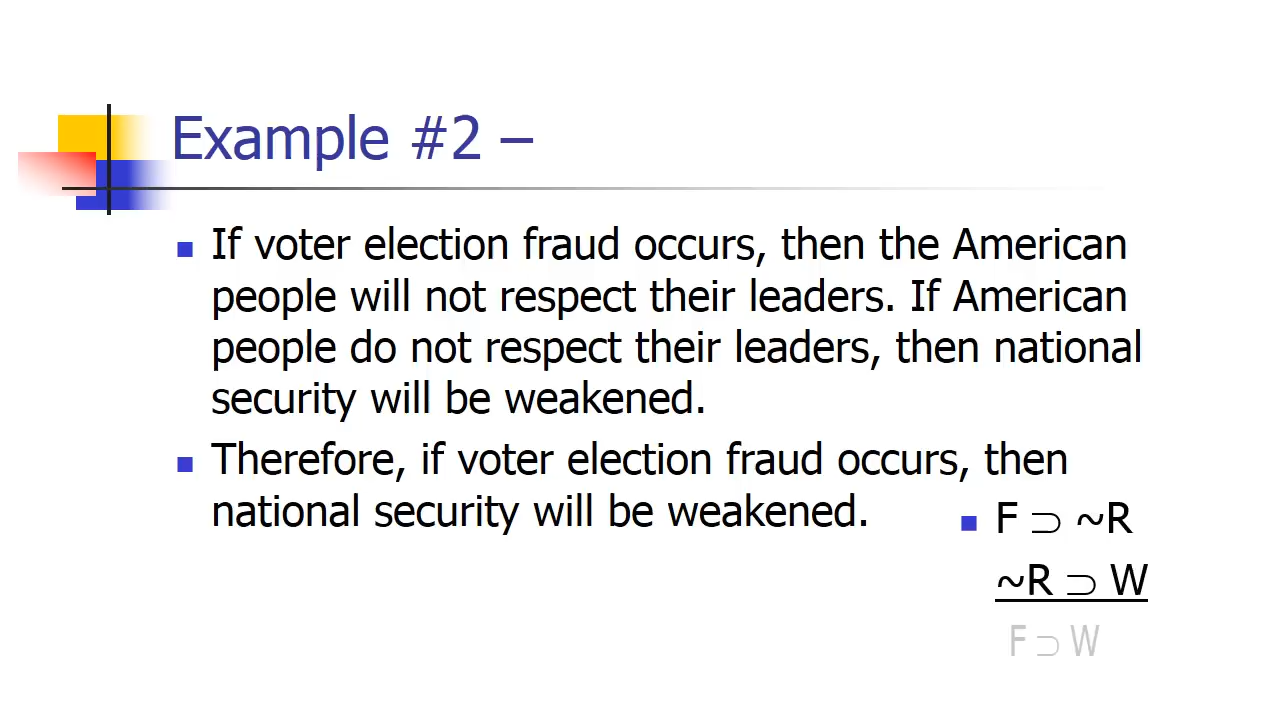 Example #2 –
If voter election fraud occurs, then the American
people will not respect their leaders. If American
people do not respect their leaders, then national
security will be weakened.
Therefore, if voter election fraud occurs, then
national security will be weakened.
F ⊃ ~R
~R ⊃ W
F ⊃ W